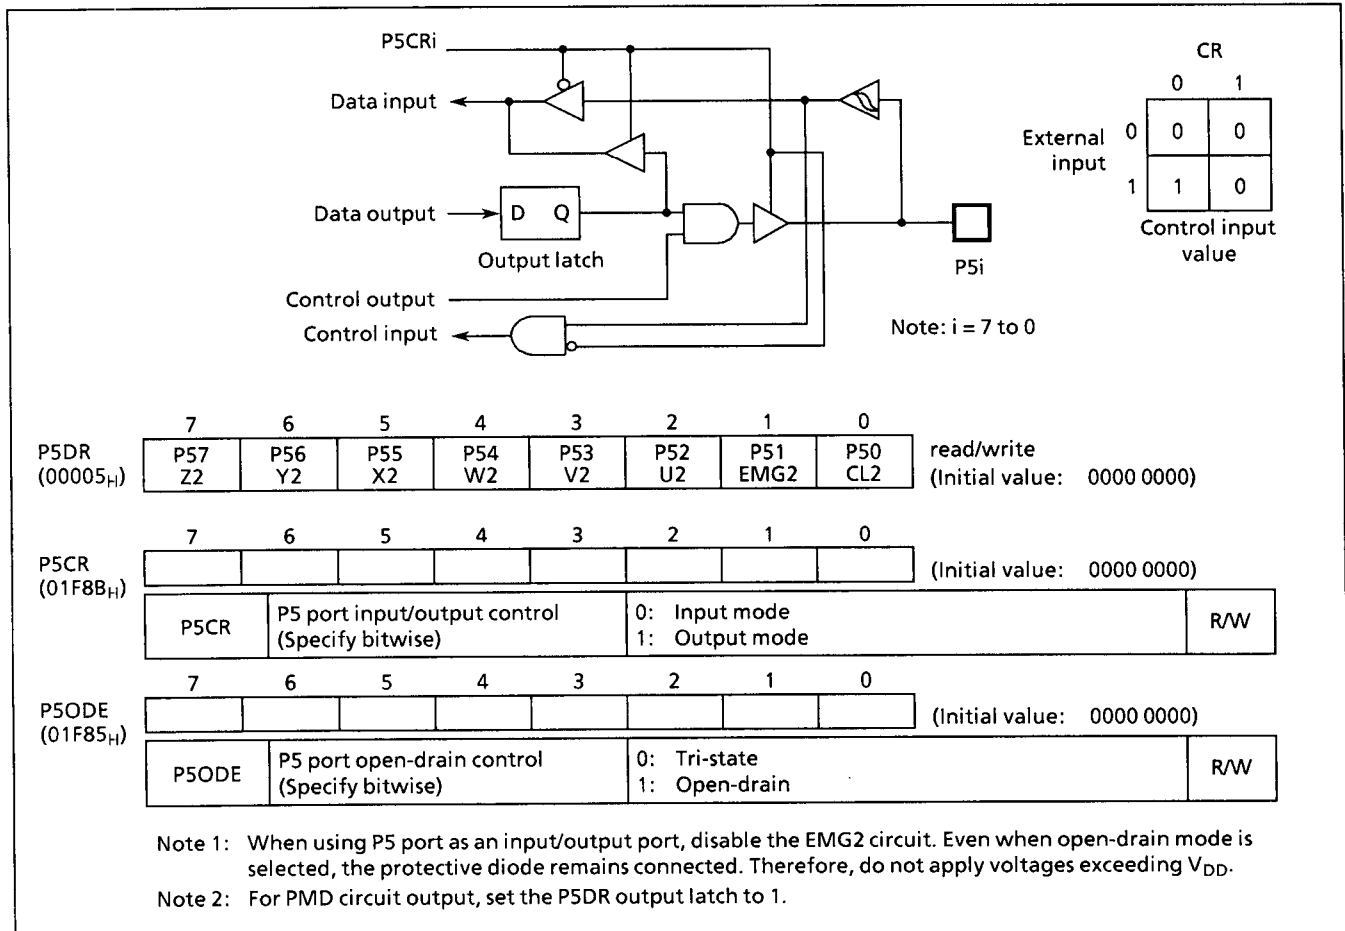 P5CRi
CR
0 1
Data input
External input
0 0 0
1 1 0
Control input value
Data output
D Q
Output latch
P5i
Control output
Control input
Note: i = 7 to 0
7 6 5 4 3 2 1 0
P5DR (00005H)
P57 Z2
P56 Y2
P55 X2
P54 W2
P53 V2
P52 U2
P51 EMG2
P50 CL2
read/write
(Initial value: 0000 0000)
7 6 5 4 3 2 1 0
P5CR (01F8BH)
(Initial value: 0000 0000)
P5CR
P5 port input/output control
(Specify bitwise)
0: Input mode
1: Output mode
R/W
7 6 5 4 3 2 1 0
P5ODE (01F85H)
(Initial value: 0000 0000)
P5ODE
P5 port open-drain control
(Specify bitwise)
0: Tri-state
1: Open-drain
R/W
Note 1: When using P5 port as an input/output port, disable the EMG2 circuit. Even when open-drain mode is
selected, the protective diode remains connected. Therefore, do not apply voltages exceeding VDD.
Note 2: For PMD circuit output, set the P5DR output latch to 1.